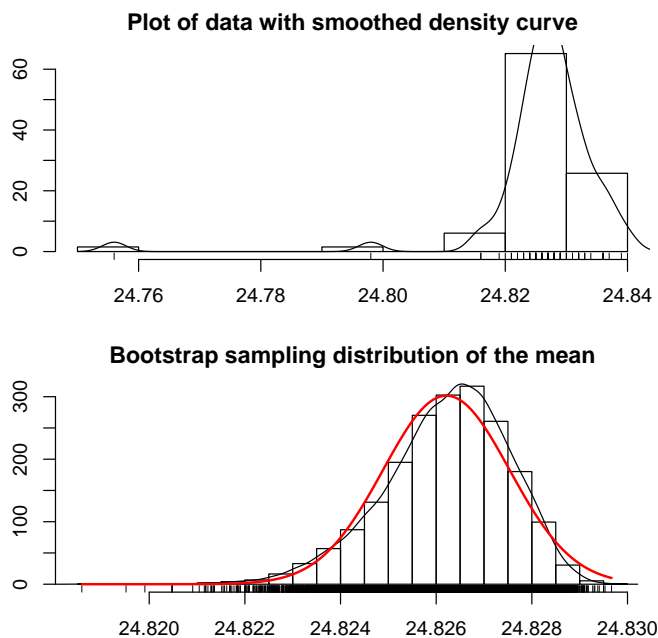 Plot of data with smoothed density curve
60
40
20
0
24.76 24.78 24.80 24.82 24.84
Bootstrap sampling distribution of the mean
300
200
100
0
24.820 24.822 24.824 24.826 24.828 24.830